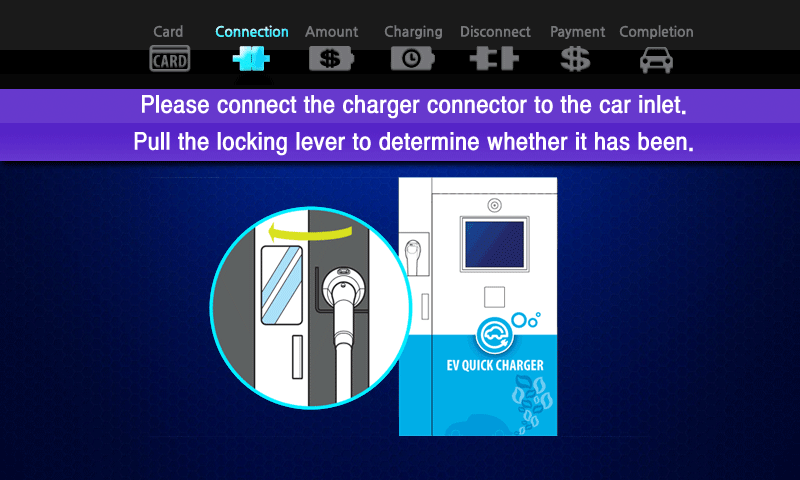 Card Connection Amount Charging Disconnect Payment Completion
CARD $ $
Please connect the charger connector to the car inlet.
Pull the locking lever to determine whether it has been.
EV QUICK CHARGER